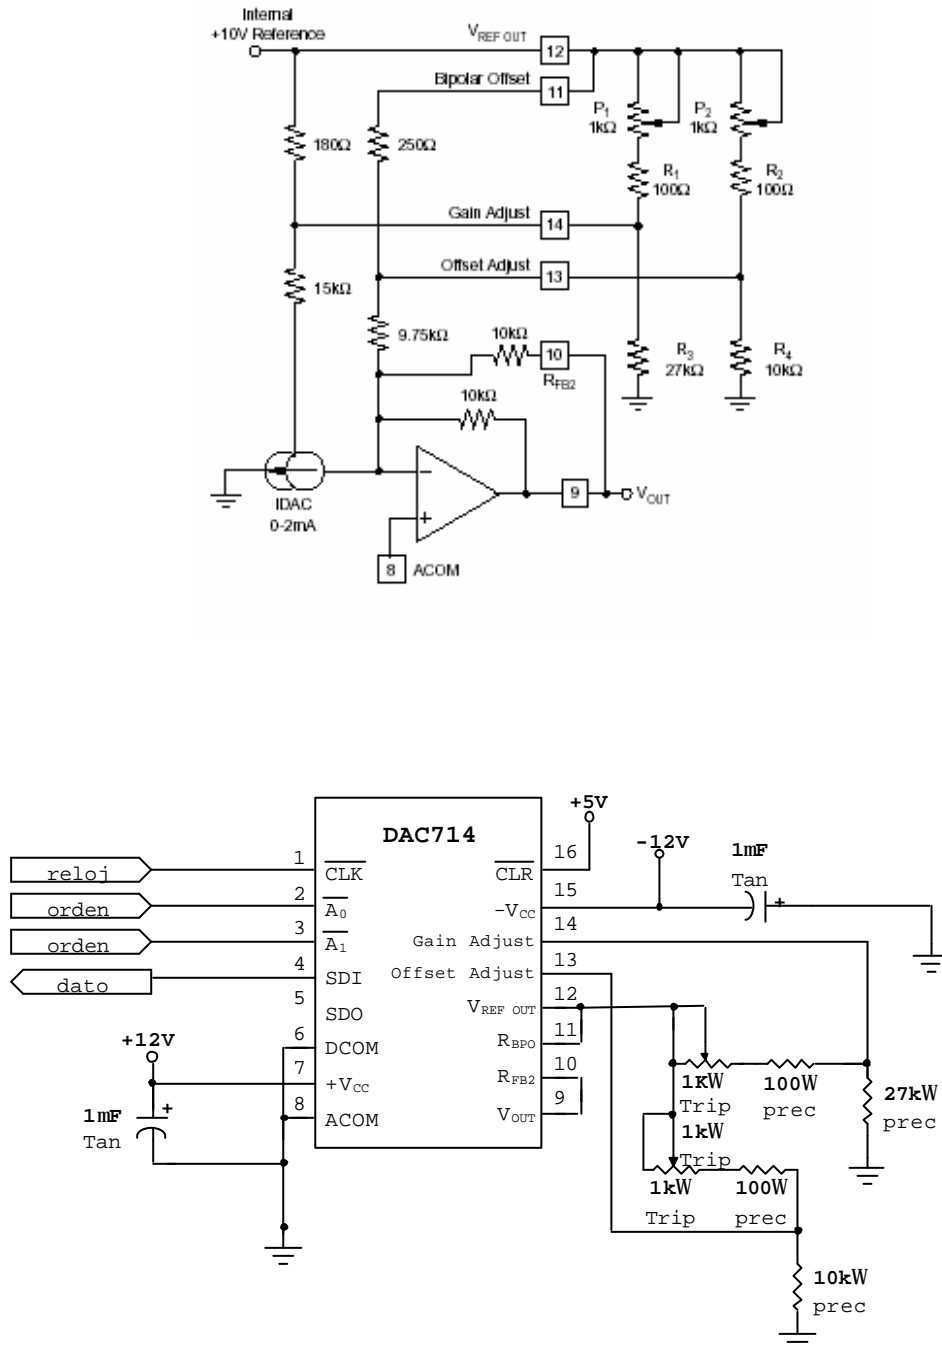 Internal
+10V Reference
V REF OUT
12
Bipolar Offset
11
P1
1kΩ
P2
1kΩ
180Ω
250Ω
R1
100Ω
R2
100Ω
Gain Adjust
14
Offset Adjust
13
15kΩ
9.75kΩ
10kΩ
10
RFB2
R3
27kΩ
R4
10kΩ
10kΩ
IDAC
0-2mA
9
VOUT
8
ACOM
DAC714
+5V
-12V
1mF
Tan
reloj
1
CLK
16
CLR
orden
2
A0
15
-VCC
orden
3
A1
14
Gain Adjust
dato
4
SDI
13
Offset Adjust
5
SDO
12
VREF OUT
+12V
6
DCOM
11
RBPO
7
+VCC
10
RFB2
8
ACOM
9
VOUT
1mF
Tan
1KW
Trip
100W
prec
27kW
prec
1kW
Trip
1kW
Trip
100W
prec
10kW
prec